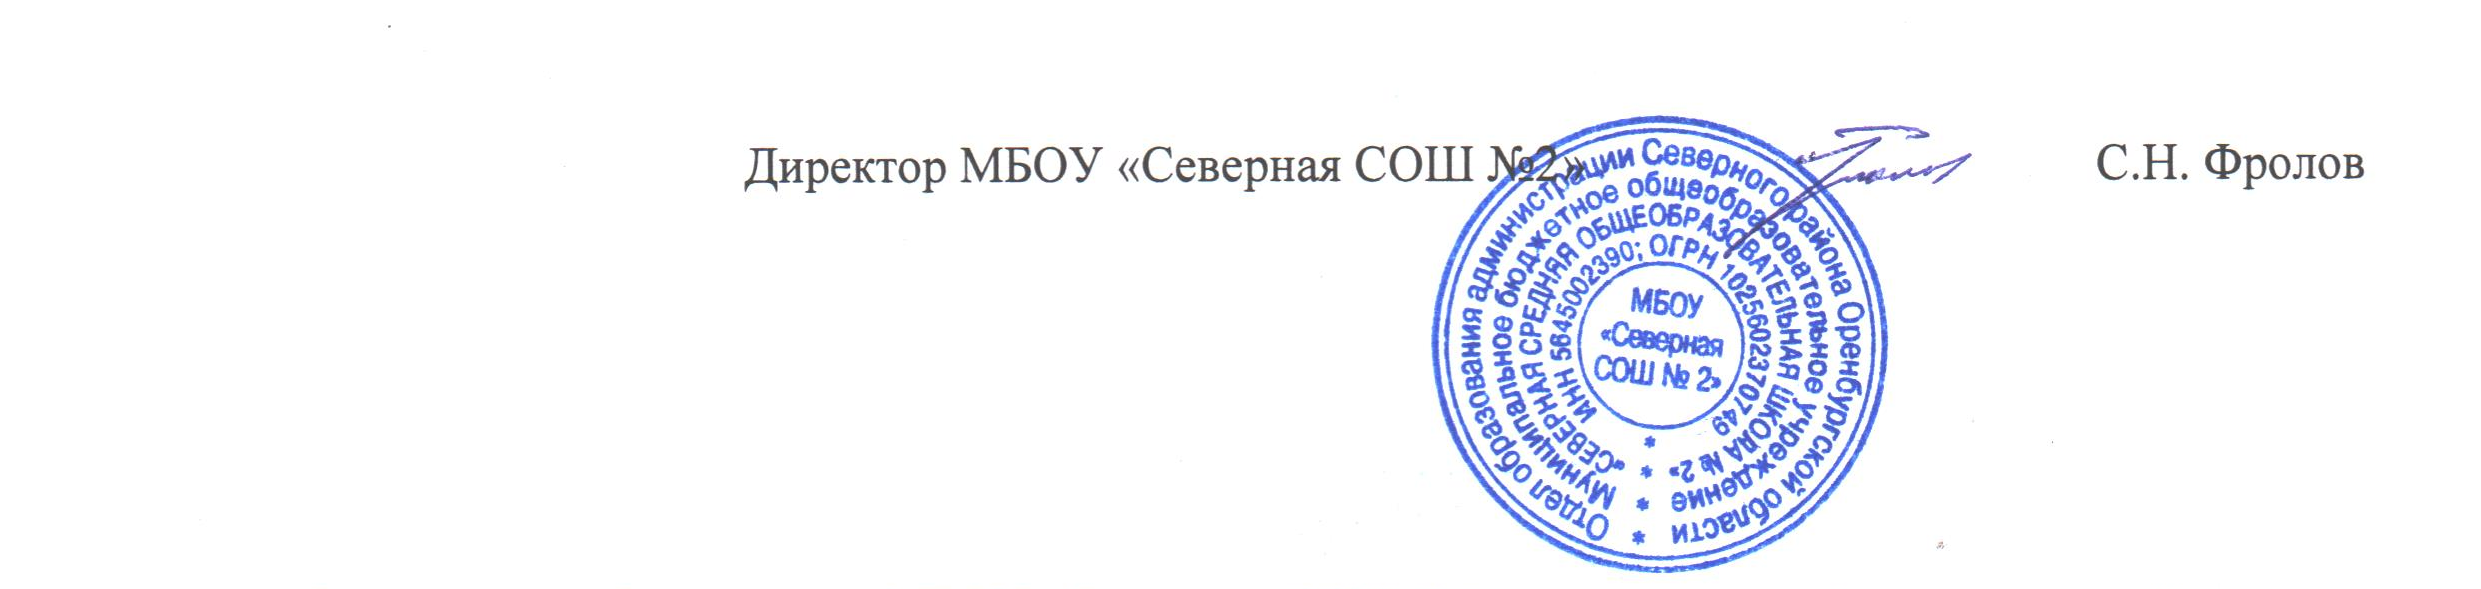 Директор МБОУ «Северная СОШ №2» С.Н. Фролов
Отдел образования администрации Северного района Оренбургской области *
Муниципальное бюджетное общеобразовательное учреждение *
«СЕВЕРНАЯ СРЕДНЯЯ ОБЩЕОБРАЗОВАТЕЛЬНАЯ ШКОЛА № 2» *
ИНН 5645002390; ОГРН 1025602370749 *
МБОУ
«Северная
СОШ № 2»